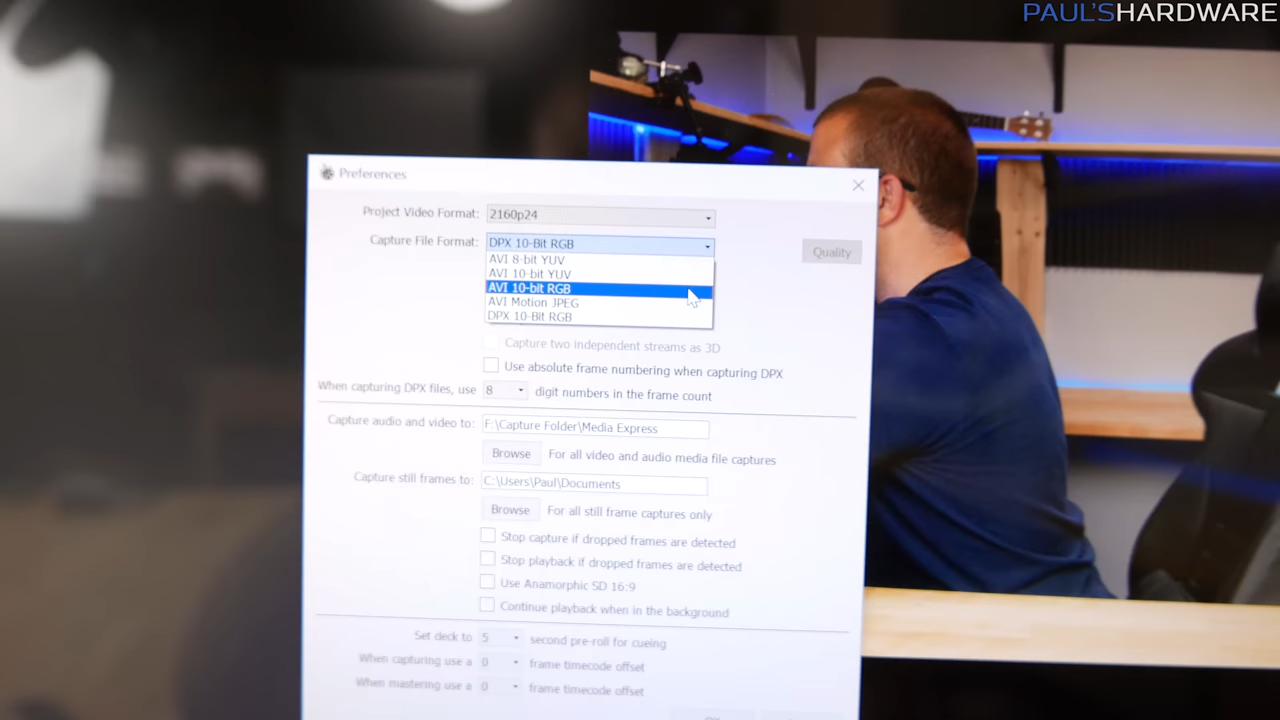 PAUL'SHARDWARE
Preferences
Project Video Format: 2160p24
Capture File Format: DPX 10-Bit RGB
Quality
AVI 8-bit YUV
AVI 10-bit YUV
AVI 10-bit RGB
AVI Motion JPEG
DPX 10-Bit RGB
Capture two independent streams as 3D
Use absolute frame numbering when capturing DPX
When capturing DPX files, use 8 digit numbers in the frame count
Capture audio and video to: F:\Capture Folder\Media Express
Browse For all video and audio media file captures
Capture still frames to: C:\Users\Paul\Documents
Browse For all still frame captures only
Stop capture if dropped frames are detected
Stop playback if dropped frames are detected
Use Anamorphic SD 16:9
Continue playback when in the background
Set deck to 5 second pre-roll for cueing
When capturing use a 0 frame timecode offset
When mastering use a 0 frame timecode offset